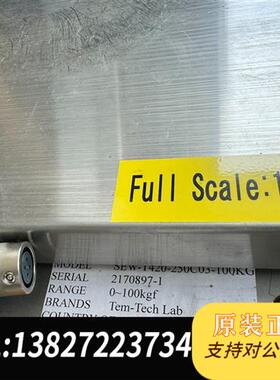 Full Scale:1
MODEL SEW-1420-250C03-100KG
SERIAL 2170897-1
RANGE 0~100kgf
BRANDS Tem-Tech Lab
原装正品
支持对公
:13827223734